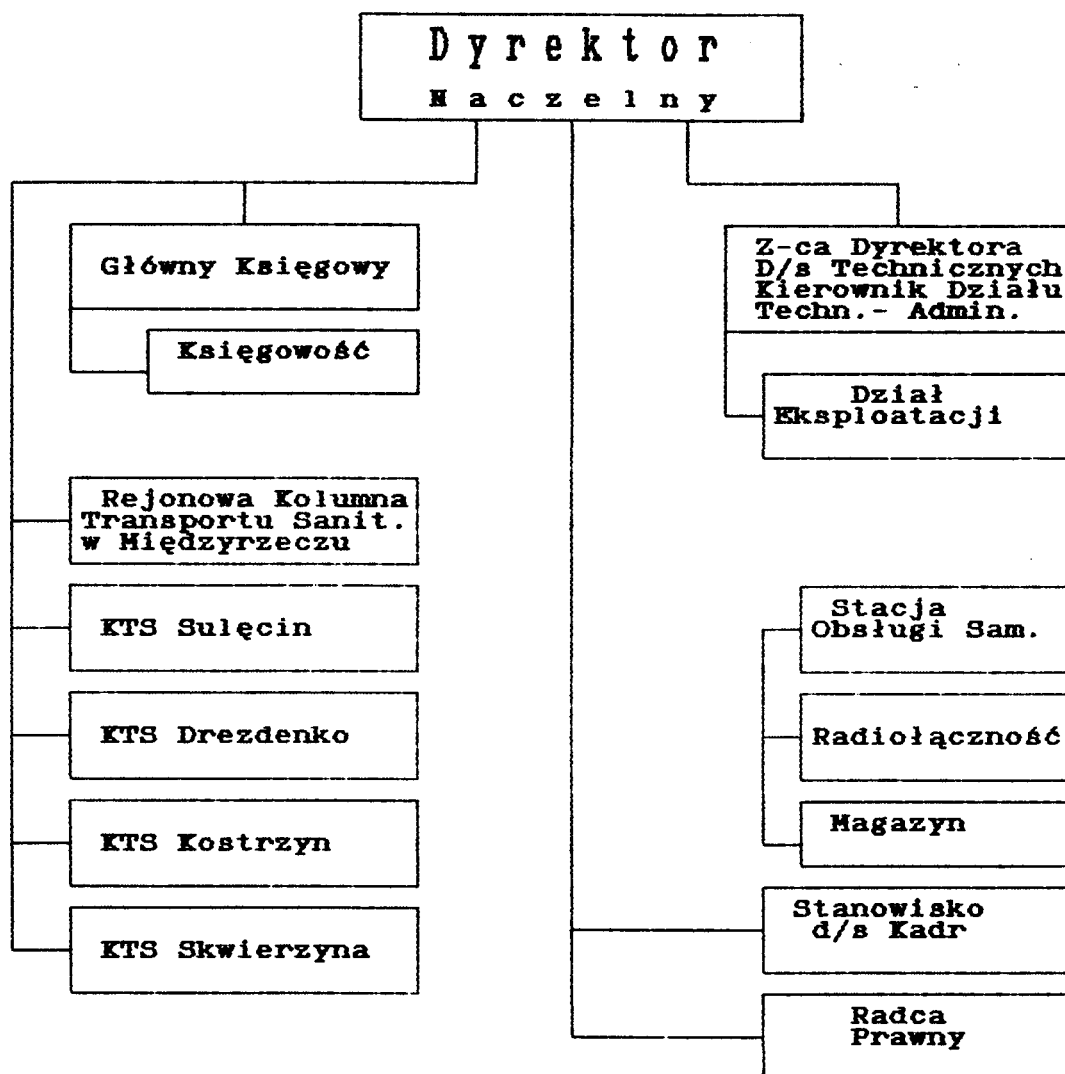 Dyrektor
Naczelny
Główny Księgowy
Księgowość
Rejonowa Kolumna
Transportu Sanit.
w Międzyrzeczu
KTS Sulęcin
KTS Drezdenko
KTS Kostrzyn
KTS Skwierzyna
Z-ca Dyrektora
D/s Technicznych
Kierownik Działu
Techn.- Admin.
Dział
Eksploatacji
Stacja
Obsługi Sam.
Radiołączność
Magazyn
Stanowisko
d/s Kadr
Radca
Prawny